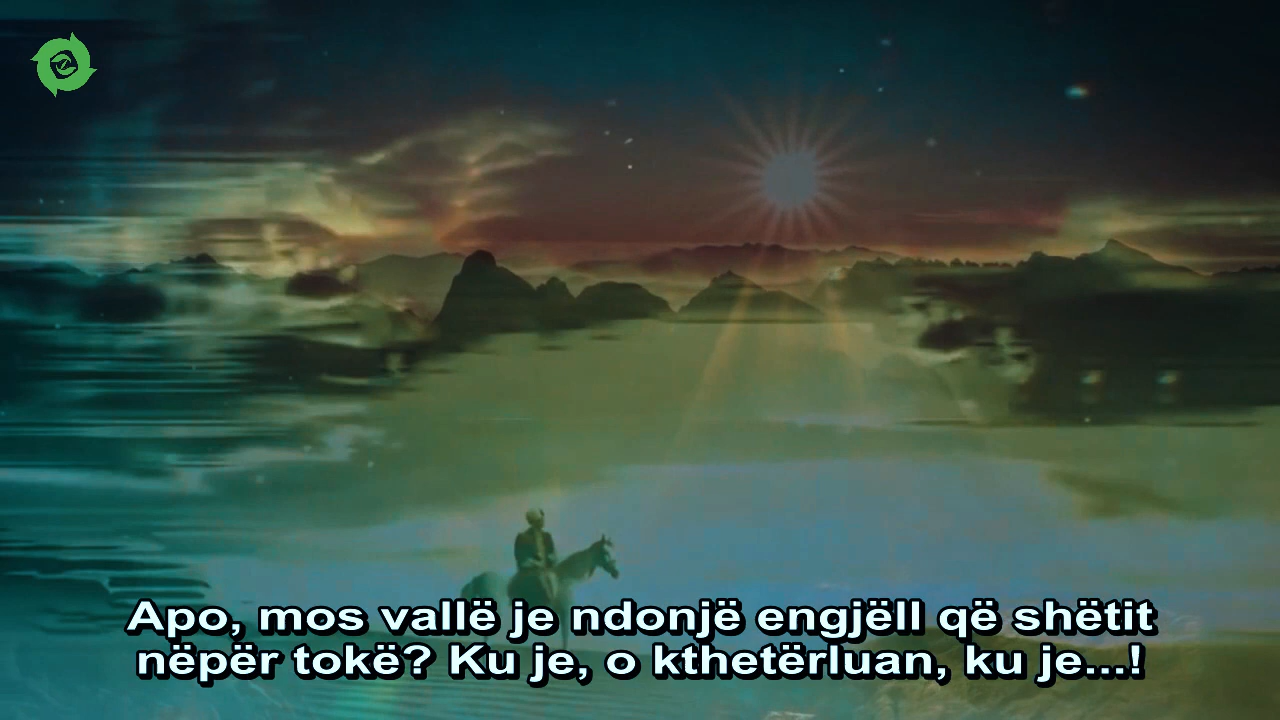 Apo, mos vallë je ndonjë engjëll që shëtit
nëpër tokë? Ku je, o kthetërluan, ku je...!